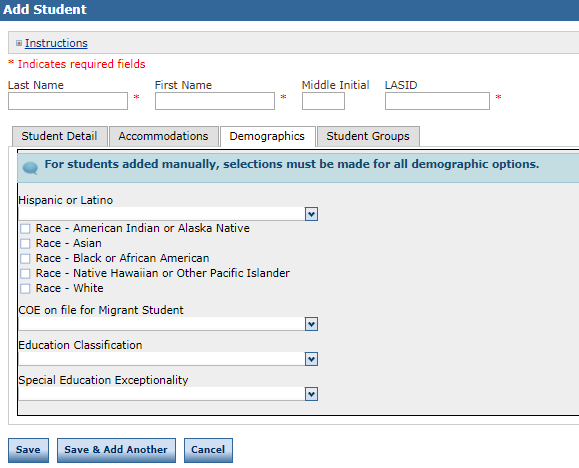 Add Student
Instructions
* Indicates required fields
Last Name First Name Middle Initial LASID
* * *
Student Detail Accommodations Demographics Student Groups
For students added manually, selections must be made for all demographic options.
Hispanic or Latino
Race - American Indian or Alaska Native
Race - Asian
Race - Black or African American
Race - Native Hawaiian or Other Pacific Islander
Race - White
COE on file for Migrant Student
Education Classification
Special Education Exceptionality
Save Save & Add Another Cancel